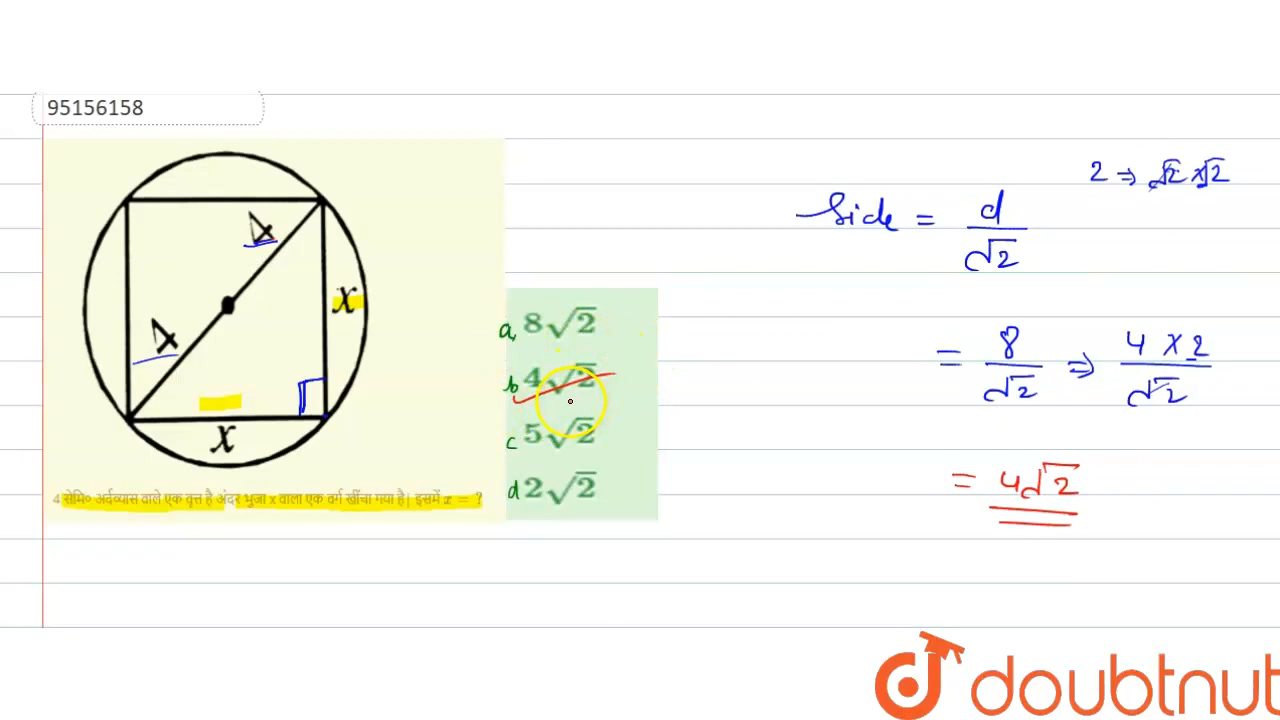 95156158
4
4
x
x
4 सेमि० अर्दव्यास वाले एक वृत्त है अंदर भुजा x वाला एक वर्ग खींचा गया है| इसमें x = ?
a, 8√2
b 4√2
c 5√2
d 2√2
2 ⇒ √2 x √2
Side = d/√2
= 8/√2 ⇒ 4 x 2/√2
= 4√2
doubtnut